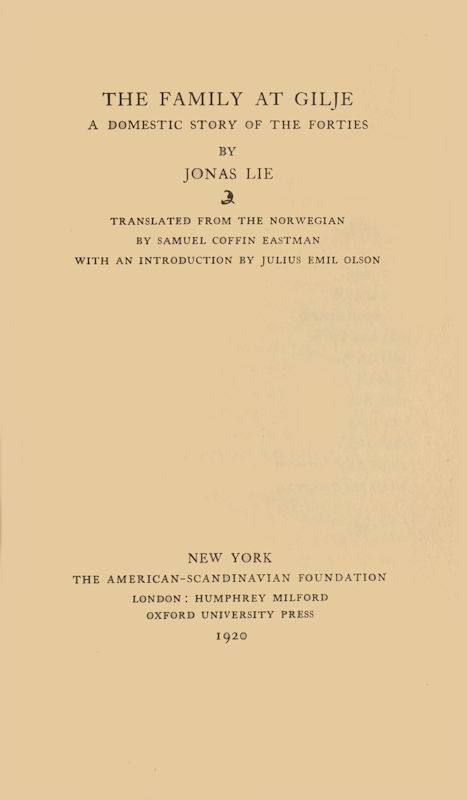 THE FAMILY AT GILJE
A DOMESTIC STORY OF THE FORTIES
BY
JONAS LIE
TRANSLATED FROM THE NORWEGIAN
BY SAMUEL COFFIN EASTMAN
WITH AN INTRODUCTION BY JULIUS EMIL OLSON
NEW YORK
THE AMERICAN-SCANDINAVIAN FOUNDATION
LONDON: HUMPHREY MILFORD
OXFORD UNIVERSITY PRESS
1920